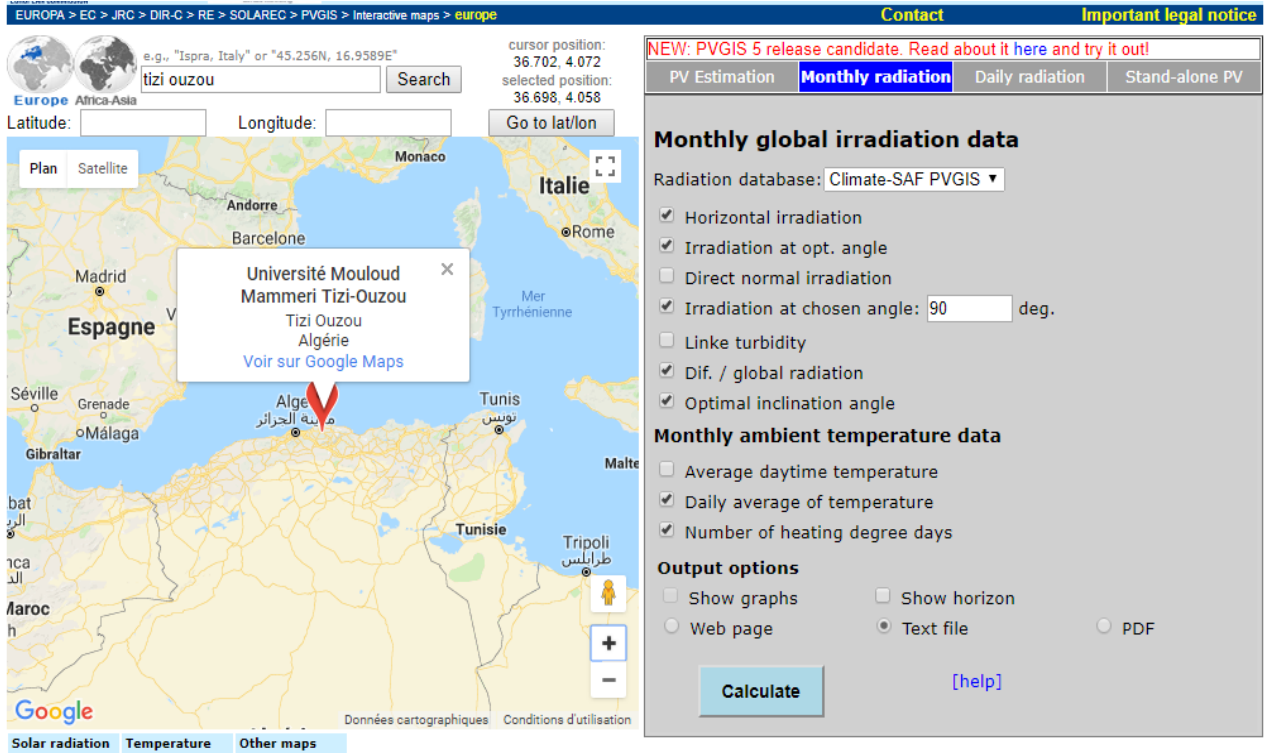 EUROPA > EC > JRC > DIR-C > RE > SOLAREC > PVGIS > Interactive maps > europe
Contact
Important legal notice
Europe
Africa-Asia
e.g., "Ispra, Italy" or "45.256N, 16.9589E"
tizi ouzou
Search
cursor position:
36.702, 4.072
selected position:
36.698, 4.058
Latitude:
Longitude:
Go to lat/lon
Plan
Satellite
Monaco
Italie
Andorre
Rome
Barcelone
Madrid
Espagne
V
Mer
Tyrrhénienne
Université Mouloud
Mammeri Tizi-Ouzou
Tizi Ouzou
Algérie
Voir sur Google Maps
Séville
Grenade
Málaga
Gibraltar
Alge
مدينة الجزائر
Tunis
تونس
Malte
bat
Tunisie
Tripoli
طرابلس
nca
Maroc
h
Google
Données cartographiques
Conditions d'utilisation
Solar radiation
Temperature
Other maps
NEW: PVGIS 5 release candidate. Read about it here and try it out!
PV Estimation
Monthly radiation
Daily radiation
Stand-alone PV
Monthly global irradiation data
Radiation database: Climate-SAF PVGIS
Horizontal irradiation
Irradiation at opt. angle
Direct normal irradiation
Irradiation at chosen angle: 90 deg.
Linke turbidity
Dif. / global radiation
Optimal inclination angle
Monthly ambient temperature data
Average daytime temperature
Daily average of temperature
Number of heating degree days
Output options
Show graphs
Show horizon
Web page
Text file
PDF
Calculate
[help]